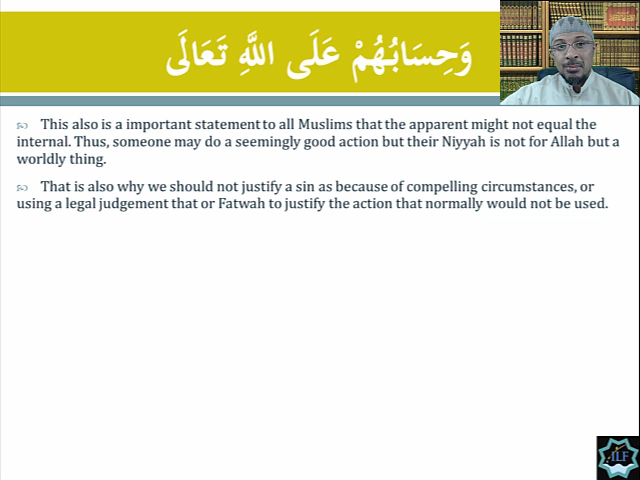 وَحِسَابُهُمْ عَلَى اللَّهِ تَعَالَى
This also is a important statement to all Muslims that the apparent might not equal the
internal. Thus, someone may do a seemingly good action but their Niyyah is not for Allah but a
worldly thing.
That is also why we should not justify a sin as because of compelling circumstances, or
using a legal judgement that or Fatwah to justify the action that normally would not be used.
ILF